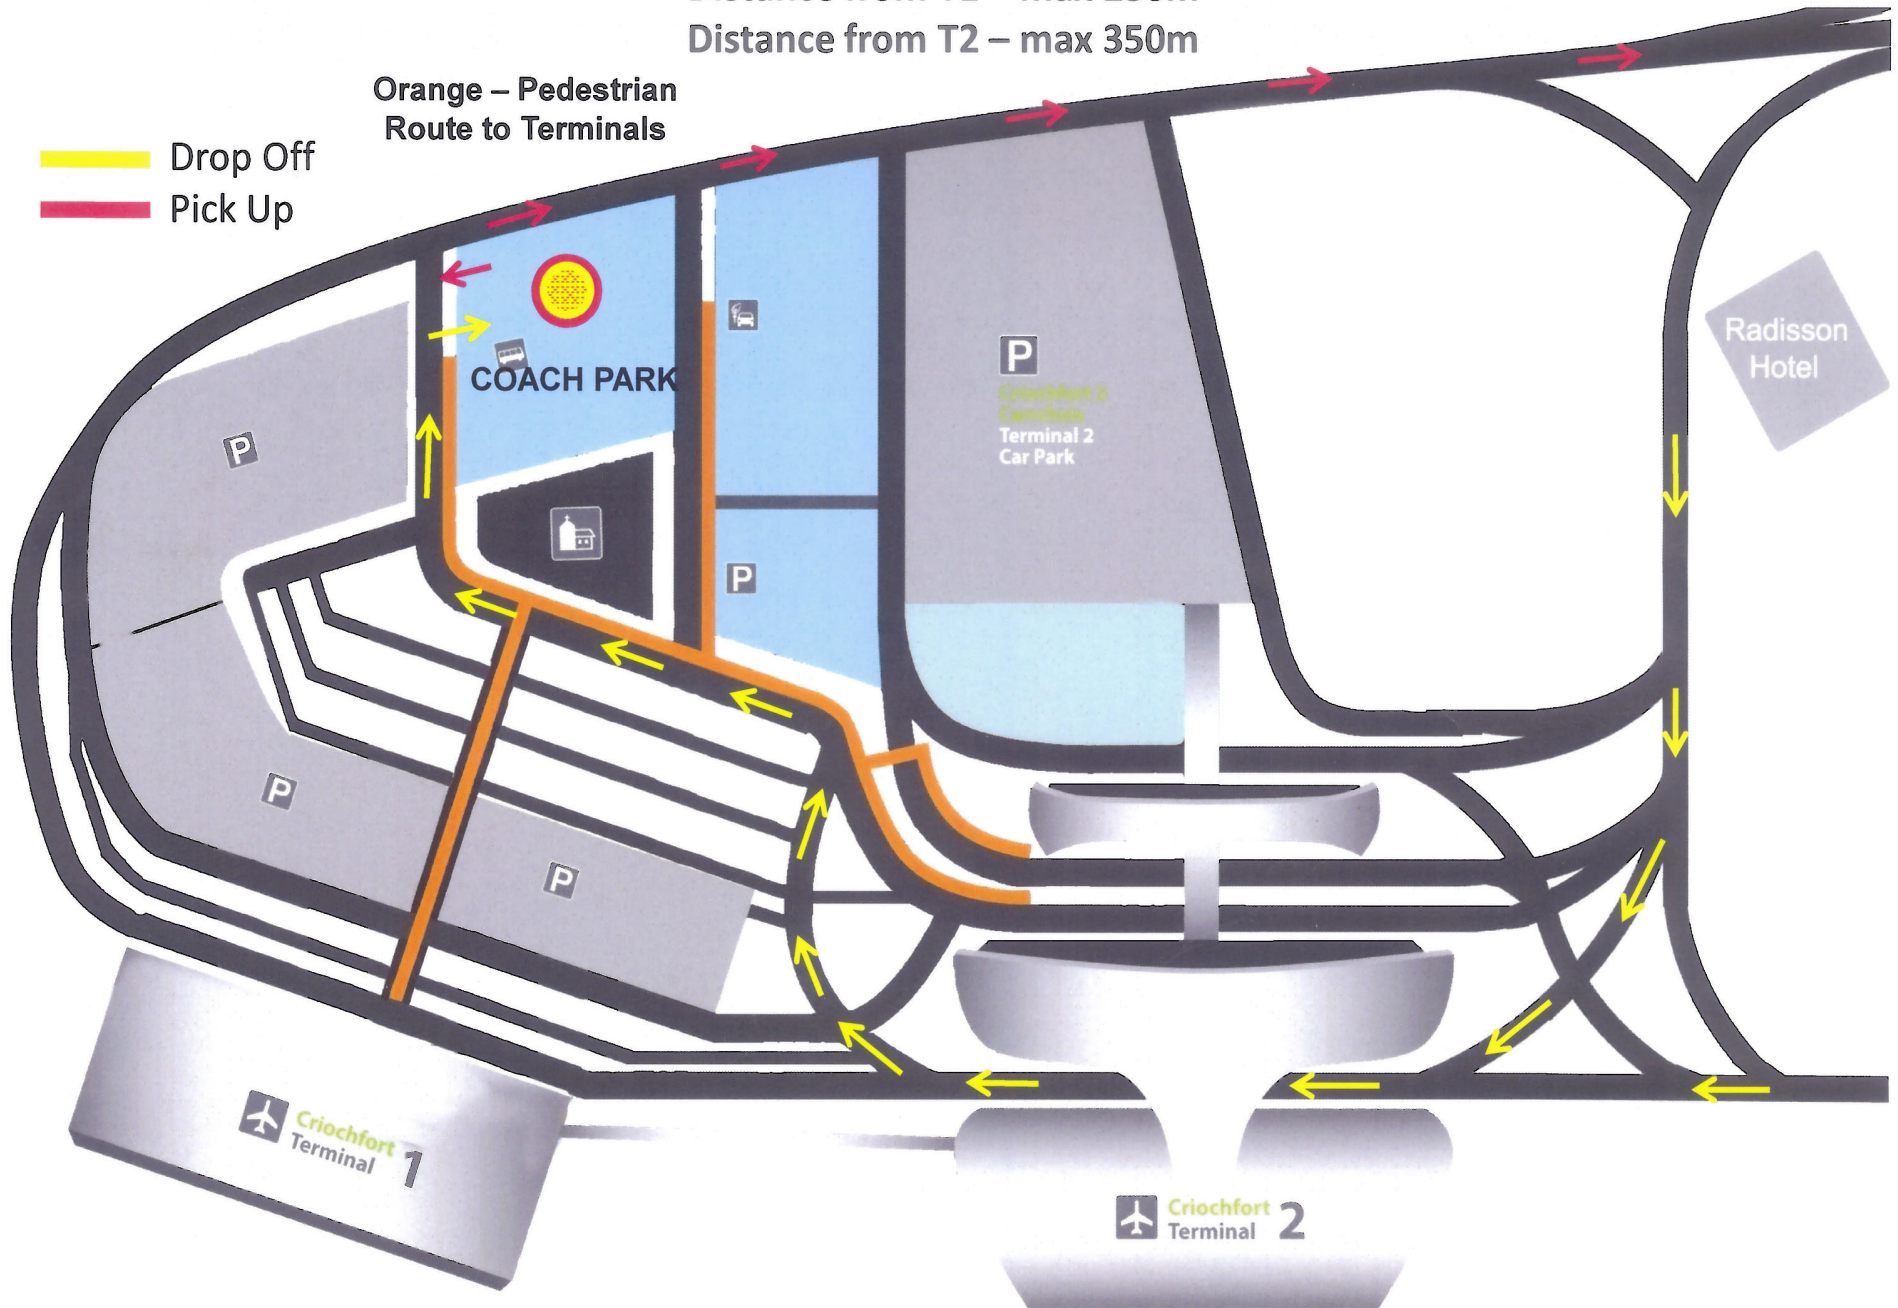 Distance from T2 – max 350m
Orange – Pedestrian
Route to Terminals
Drop Off
Pick Up
COACH PARK
P
Terminal 2
Car Park
Radisson
Hotel
P
P
P
P
Criochfort
Terminal 1
Criochfort
Terminal 2